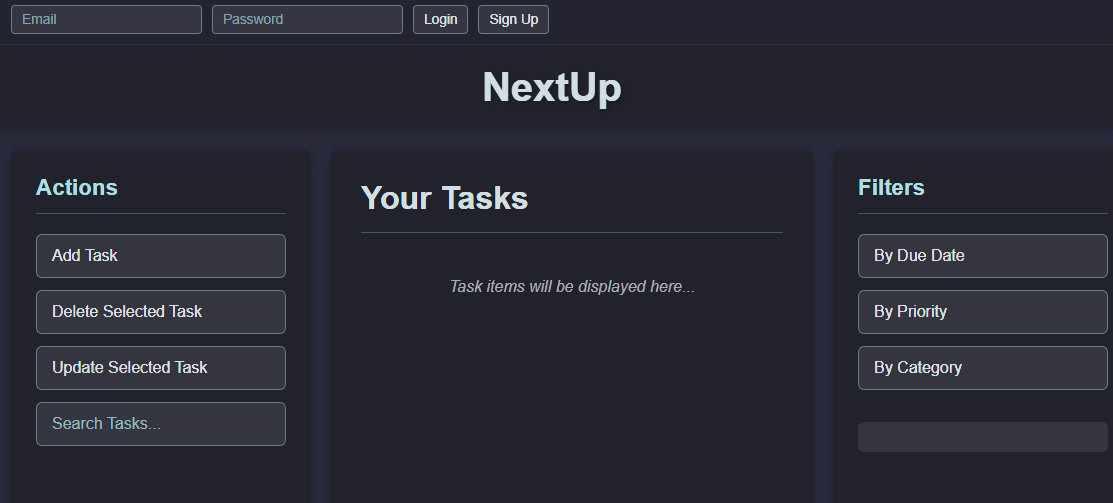 Email
Password
Login
Sign Up
NextUp
Actions
Add Task
Delete Selected Task
Update Selected Task
Search Tasks...
Your Tasks
Task items will be displayed here...
Filters
By Due Date
By Priority
By Category